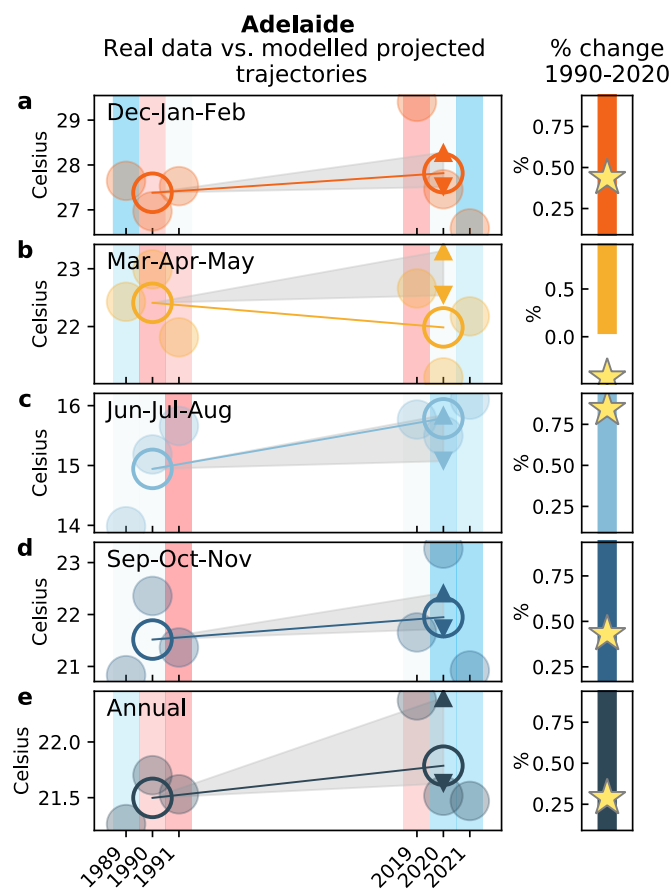 Adelaide
Real data vs. modelled projected
trajectories
% change
1990-2020
a
Dec-Jan-Feb
Celsius
29
28
27
%
0.75
0.50
0.25
b
Mar-Apr-May
Celsius
23
22
%
0.5
0.0
c
Jun-Jul-Aug
Celsius
16
15
14
%
0.75
0.50
0.25
d
Sep-Oct-Nov
Celsius
23
22
21
%
0.75
0.50
0.25
e
Annual
Celsius
22.0
21.5
%
0.75
0.50
0.25
1989
1990
1991
2019
2020
2021